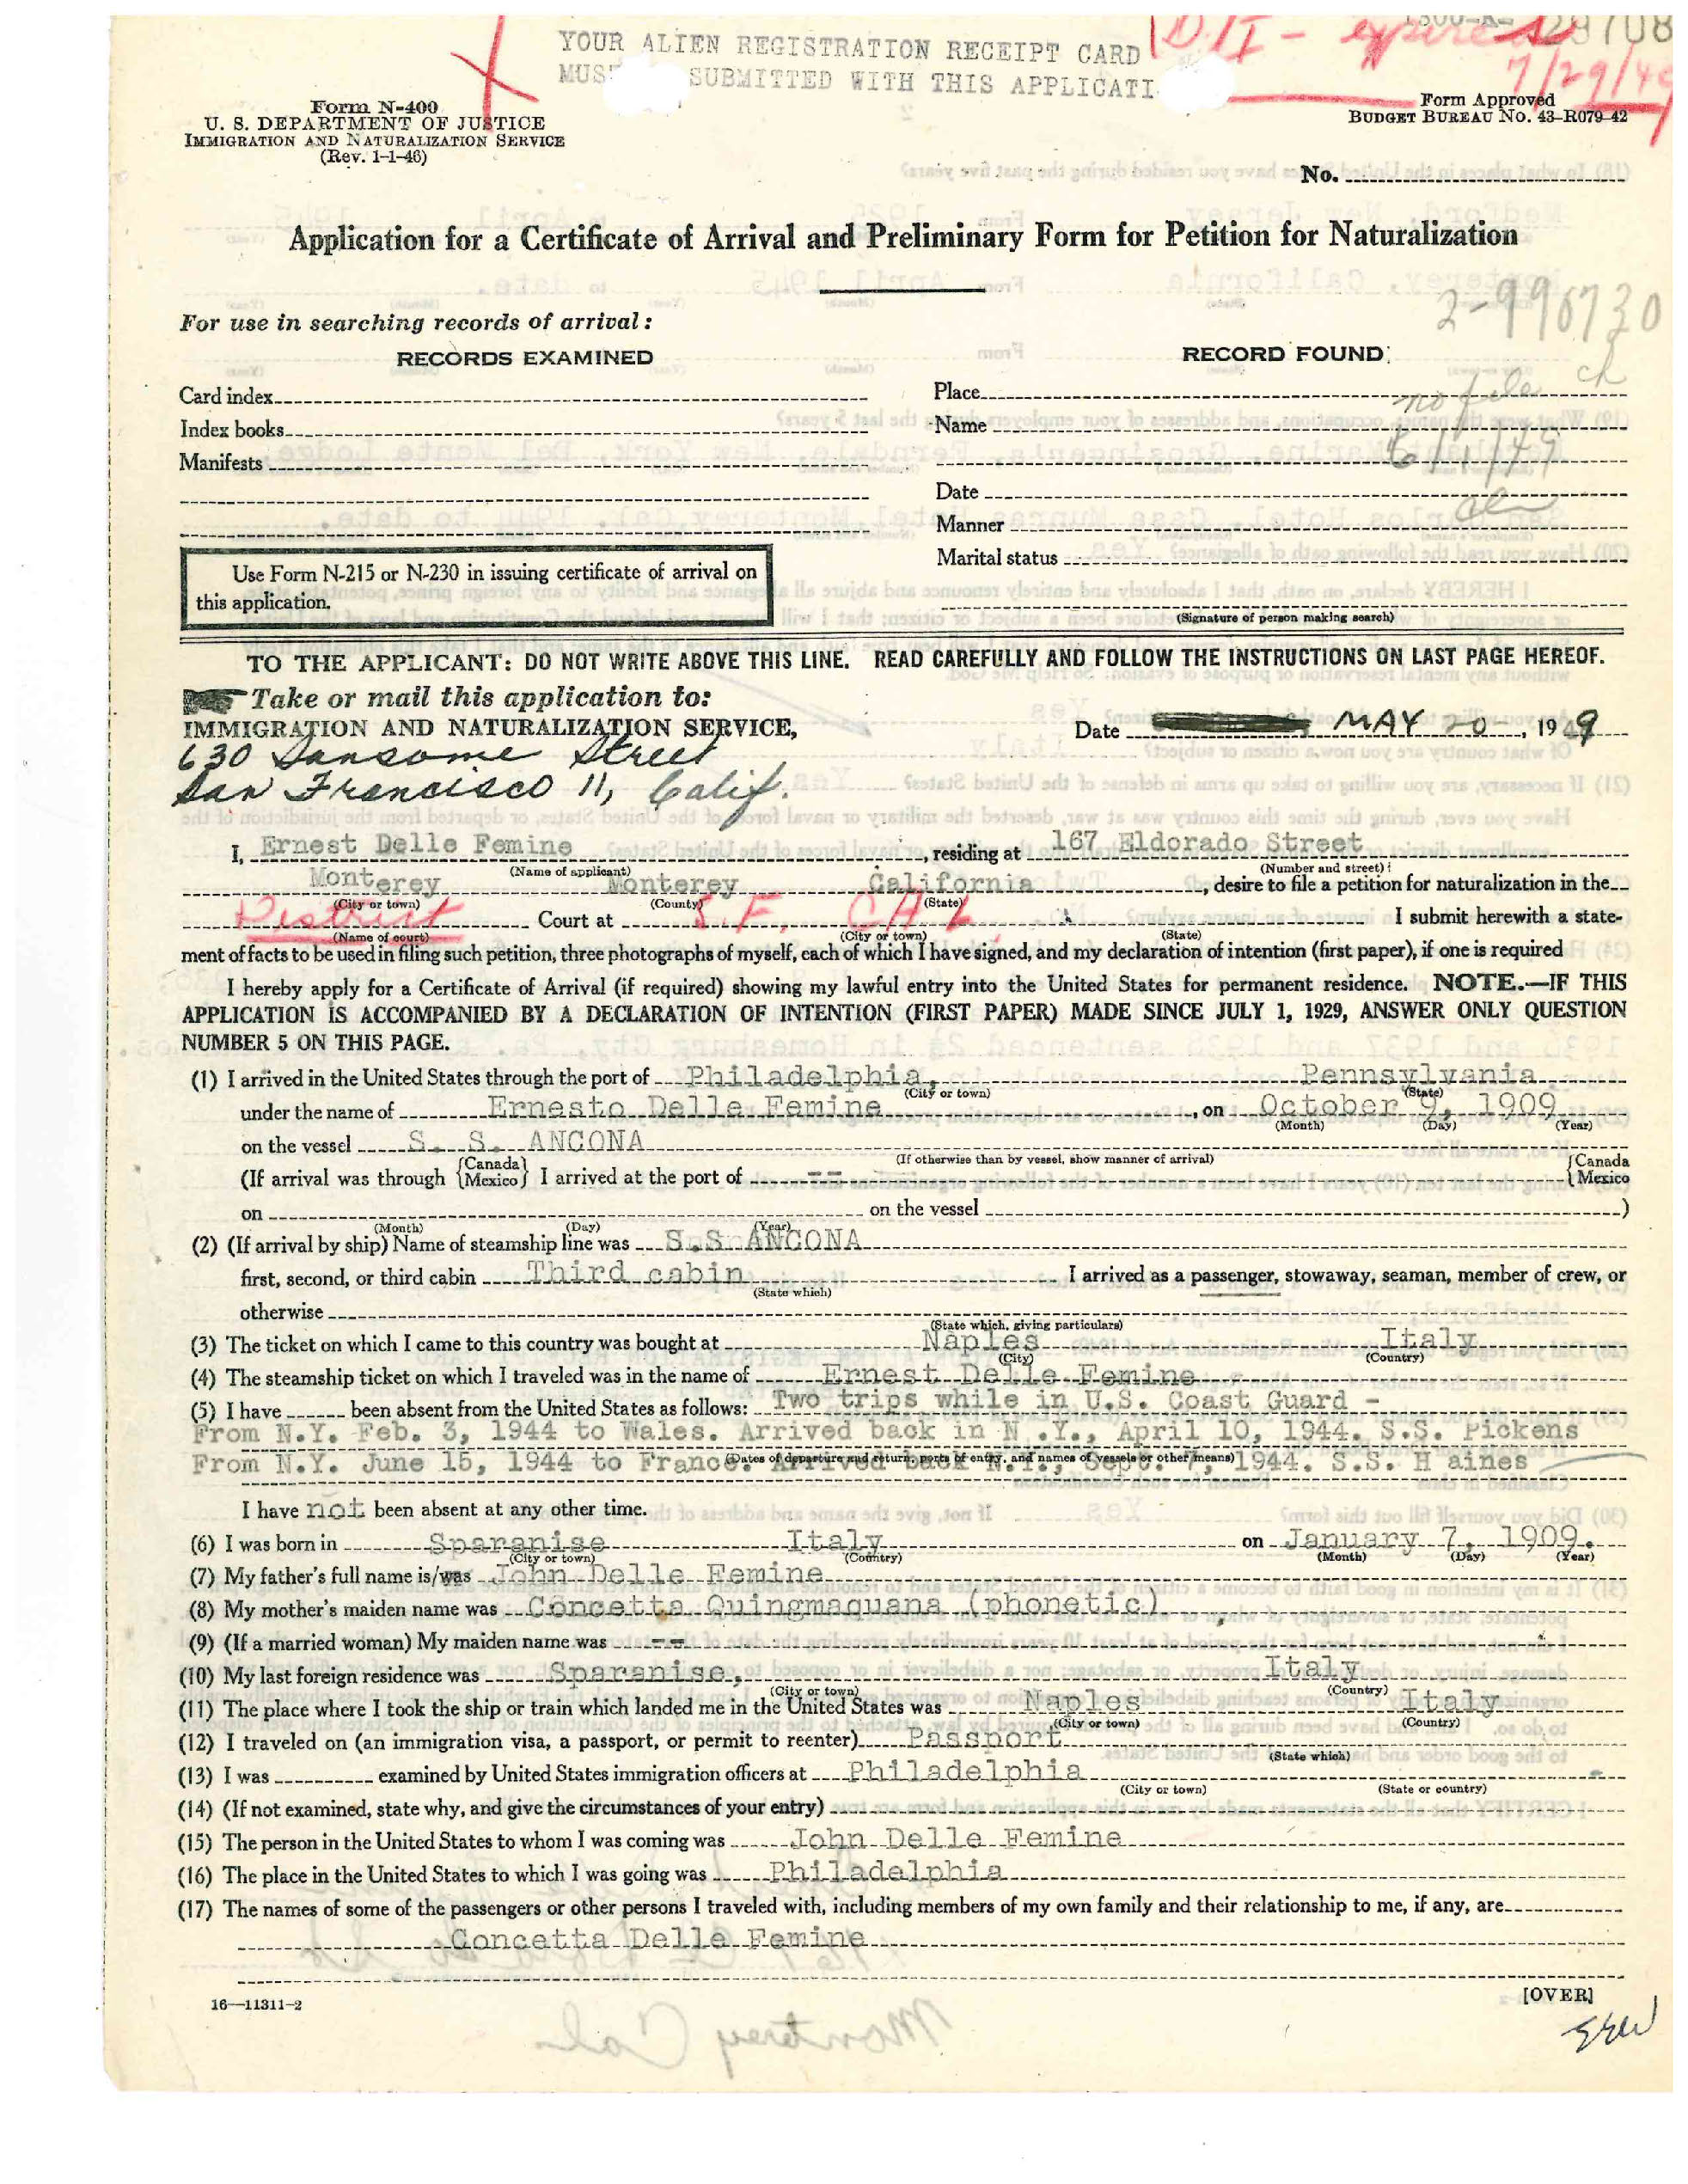 YOUR ALIEN REGISTRATION RECEIPT CARD
SUBMITTED WITH THIS APPLICATI
D/I - expires
7/29/49
Form N-400
U. S. DEPARTMENT OF JUSTICE
IMMIGRATION AND NATURALIZATION SERVICE
(Rev. 1-1-46)
Form Approved
BUDGET BUREAU No. 43-R079-42
No.
Application for a Certificate of Arrival and Preliminary Form for Petition for Naturalization
2-996730
For use in searching records of arrival:
RECORDS EXAMINED
RECORD FOUND
Card index
Place
no file ch
Index books
Name
6/1/49
Manifests
Date
Manner
Marital status
Use Form N-215 or N-230 in issuing certificate of arrival on
this application.
(Signature of person making search)
TO THE APPLICANT: DO NOT WRITE ABOVE THIS LINE. READ CAREFULLY AND FOLLOW THE INSTRUCTIONS ON LAST PAGE HEREOF.
Take or mail this application to:
IMMIGRATION AND NATURALIZATION SERVICE,
Date MAY 20, 1949
630 Sansome Street
San Francisco 11, Calif.
I, Ernest Delle Femine, residing at 167 Eldorado Street
(Name of applicant) (Number and street)
Monterey Monterey California, desire to file a petition for naturalization in the
(City or town) (County) (State)
District Court at S.F, CAL. I submit herewith a state-
(Name of court) (City or town) (State)
ment of facts to be used in filing such petition, three photographs of myself, each of which I have signed, and my declaration of intention (first paper), if one is required
I hereby apply for a Certificate of Arrival (if required) showing my lawful entry into the United States for permanent residence. NOTE.—IF THIS
APPLICATION IS ACCOMPANIED BY A DECLARATION OF INTENTION (FIRST PAPER) MADE SINCE JULY 1, 1929, ANSWER ONLY QUESTION
NUMBER 5 ON THIS PAGE.
(1) I arrived in the United States through the port of Philadelphia, Pennsylvania
(City or town) (State)
under the name of Ernesto Delle Femine, on October 9, 1909
(Month) (Day) (Year)
on the vessel S. S. ANCONA
(If otherwise than by vessel, show manner of arrival)
(If arrival was through {Canada Mexico} I arrived at the port of -- {Canada Mexico
on on the vessel )
(Month) (Day) (Year)
(2) (If arrival by ship) Name of steamship line was S.S ANCONA
first, second, or third cabin Third cabin I arrived as a passenger, stowaway, seaman, member of crew, or
(State which)
otherwise
(State which, giving particulars)
(3) The ticket on which I came to this country was bought at Naples Italy
(City) (Country)
(4) The steamship ticket on which I traveled was in the name of Ernest Delle Femine
(5) I have been absent from the United States as follows: Two trips while in U.S. Coast Guard -
From N.Y. Feb. 3, 1944 to Wales. Arrived back in N .Y., April 10, 1944. S.S. Pickens
From N.Y. June 15, 1944 to France. Arrived back N.Y., Sept. 7, 1944. S.S. H aines
(Dates of departure and return, ports of entry, and names of vessels or other means)
I have not been absent at any other time.
(6) I was born in Sparanise Italy on January 7, 1909.
(City or town) (Country) (Month) (Day) (Year)
(7) My father's full name is/was John Delle Femine
(8) My mother's maiden name was Concetta Quingmaquana (phonetic)
(9) (If a married woman) My maiden name was --
(10) My last foreign residence was Sparanise, Italy
(City or town) (Country)
(11) The place where I took the ship or train which landed me in the United States was Naples Italy
(City or town) (Country)
(12) I traveled on (an immigration visa, a passport, or permit to reenter) Passport
(State which)
(13) I was examined by United States immigration officers at Philadelphia
(City or town) (State or country)
(14) (If not examined, state why, and give the circumstances of your entry)
(15) The person in the United States to whom I was coming was John Delle Femine
(16) The place in the United States to which I was going was Philadelphia
(17) The names of some of the passengers or other persons I traveled with, including members of my own family and their relationship to me, if any, are
Concetta Delle Femine
16—11311-2
[OVER]